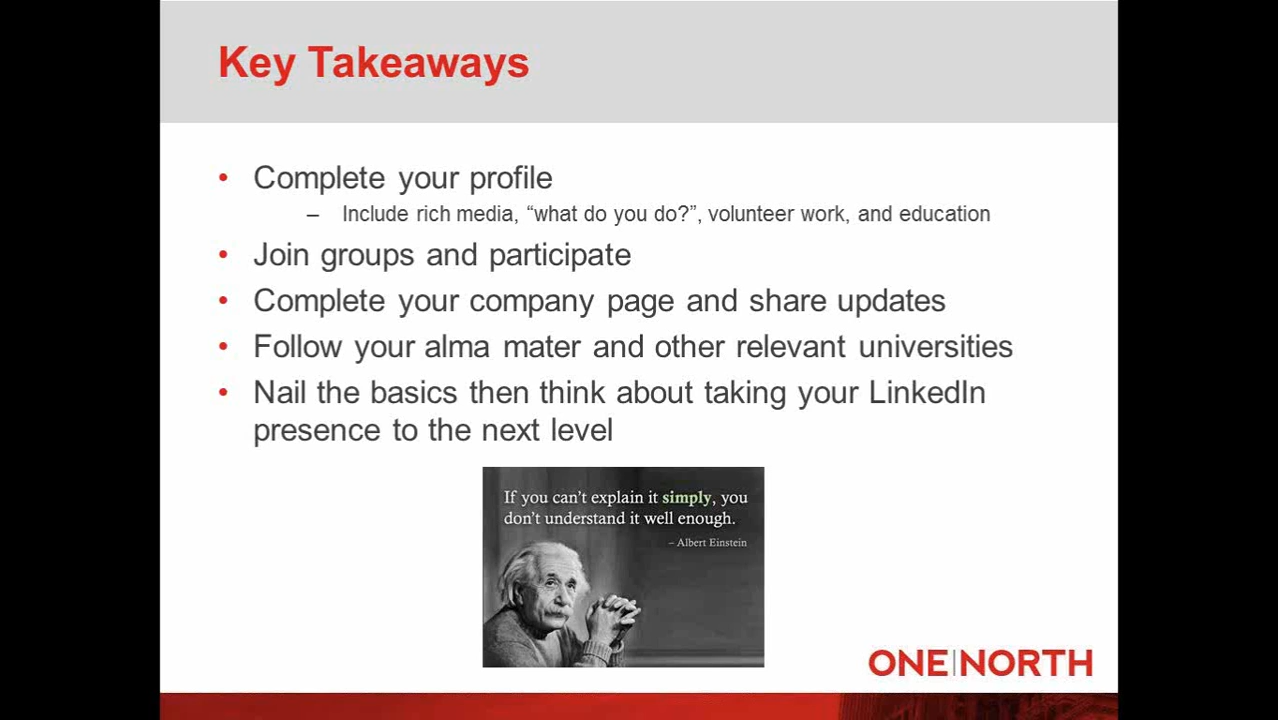 Key Takeaways
• Complete your profile
– Include rich media, “what do you do?”, volunteer work, and education
• Join groups and participate
• Complete your company page and share updates
• Follow your alma mater and other relevant universities
• Nail the basics then think about taking your LinkedIn
presence to the next level
If you can’t explain it simply, you
don’t understand it well enough.
– Albert Einstein
ONE|NORTH